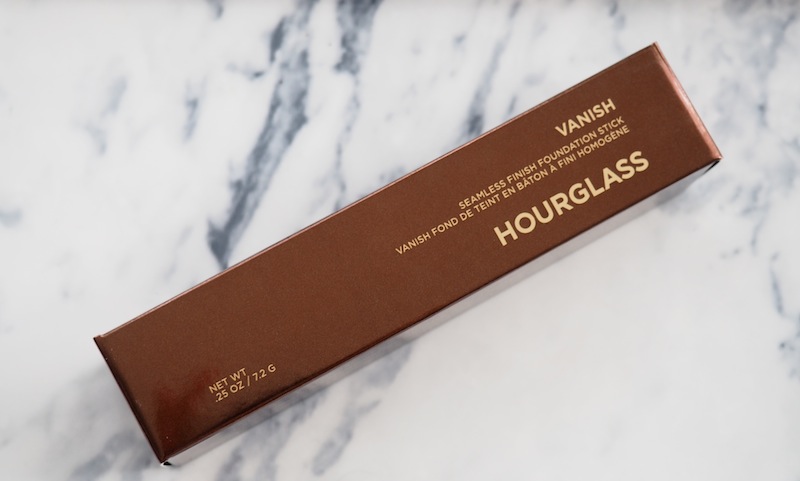 VANISH
SEAMLESS FINISH FOUNDATION STICK
VANISH FOND DE TEINT EN BÂTON À FINI HOMOGÈNE
HOURGLASS
NET WT
.25 OZ / 7.2 G